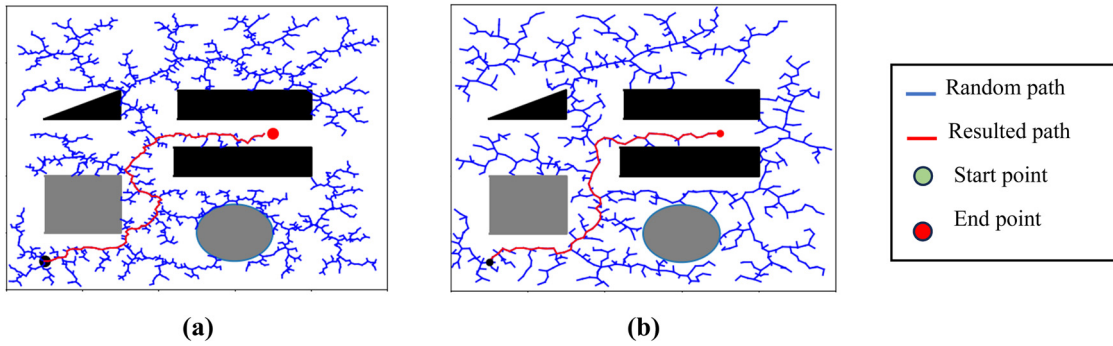 Random path
Resulted path
Start point
End point
(a)
(b)